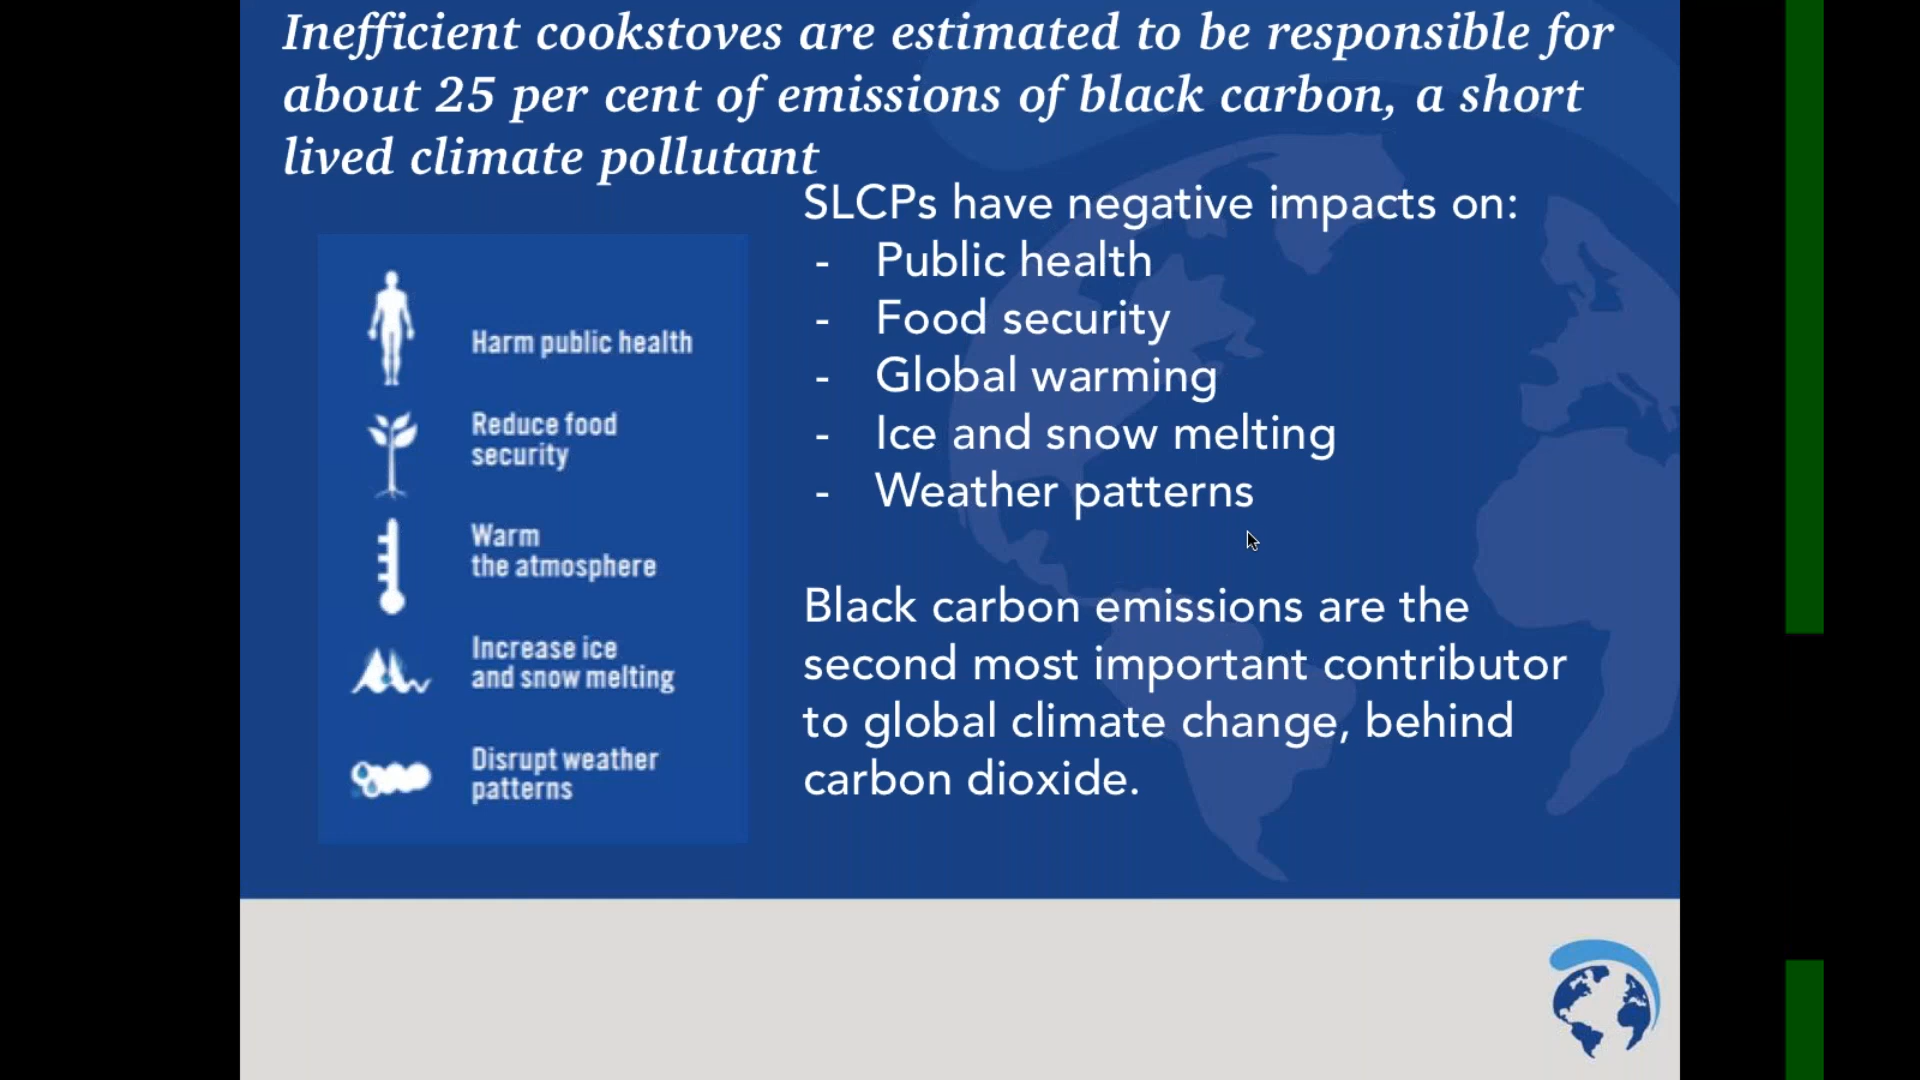 Inefficient cookstoves are estimated to be responsible for
about 25 per cent of emissions of black carbon, a short
lived climate pollutant
Harm public health
Reduce food
security
Warm
the atmosphere
Increase ice
and snow melting
Disrupt weather
patterns
SLCPs have negative impacts on:
- Public health
- Food security
- Global warming
- Ice and snow melting
- Weather patterns
Black carbon emissions are the
second most important contributor
to global climate change, behind
carbon dioxide.